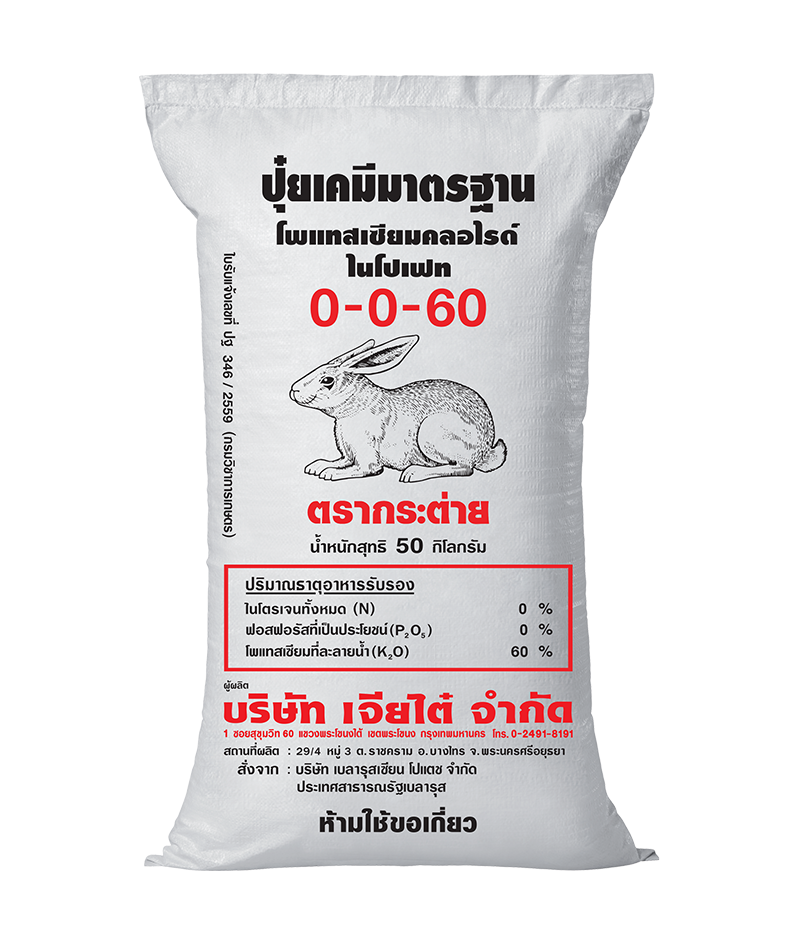 ปุ๋ยเคมีมาตรฐาน
โพแทสเซียมคลอไรด์
ในโปเฟท
0-0-60
ใบรับแจ้งเลขที่ ปฐ 346 / 2559 (กรมวิชาการเกษตร)
ตรากระต่าย
น้ำหนักสุทธิ 50 กิโลกรัม
ปริมาณธาตุอาหารรับรอง
ไนโตรเจนทั้งหมด (N) 0 %
ฟอสฟอรัสที่เป็นประโยชน์ (P₂O₅) 0 %
โพแทสเซียมที่ละลายน้ำ (K₂O) 60 %
ผู้ผลิต
บริษัท เจียไต๋ จำกัด
1 ซอยสุขุมวิท 60 แขวงพระโขนงใต้ เขตพระโขนง กรุงเทพมหานคร โทร. 0-2491-8191
สถานที่ผลิต : 29/4 หมู่ 3 ต.ราชคราม อ.บางไทร จ.พระนครศรีอยุธยา
สั่งจาก : บริษัท เบลารุสเซียน โปแตช จำกัด
ประเทศสาธารณรัฐเบลารุส
ห้ามใช้ขอเกี่ยว